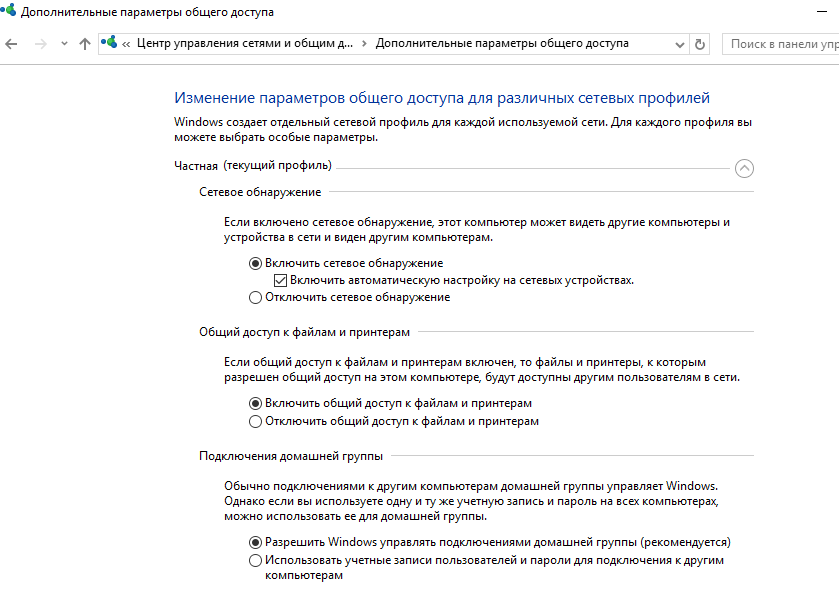 Дополнительные параметры общего доступа
« Центр управления сетями и общим д... › Дополнительные параметры общего доступа
Поиск в панели упр
Изменение параметров общего доступа для различных сетевых профилей
Windows создает отдельный сетевой профиль для каждой используемой сети. Для каждого профиля вы
можете выбрать особые параметры.
Частная (текущий профиль)
Сетевое обнаружение
Если включено сетевое обнаружение, этот компьютер может видеть другие компьютеры и
устройства в сети и виден другим компьютерам.
Включить сетевое обнаружение
Включить автоматическую настройку на сетевых устройствах.
Отключить сетевое обнаружение
Общий доступ к файлам и принтерам
Если общий доступ к файлам и принтерам включен, то файлы и принтеры, к которым
разрешен общий доступ на этом компьютере, будут доступны другим пользователям в сети.
Включить общий доступ к файлам и принтерам
Отключить общий доступ к файлам и принтерам
Подключения домашней группы
Обычно подключениями к другим компьютерам домашней группы управляет Windows.
Однако если вы используете одну и ту же учетную запись и пароль на всех компьютерах,
можно использовать ее для домашней группы.
Разрешить Windows управлять подключениями домашней группы (рекомендуется)
Использовать учетные записи пользователей и пароли для подключения к другим
компьютерам